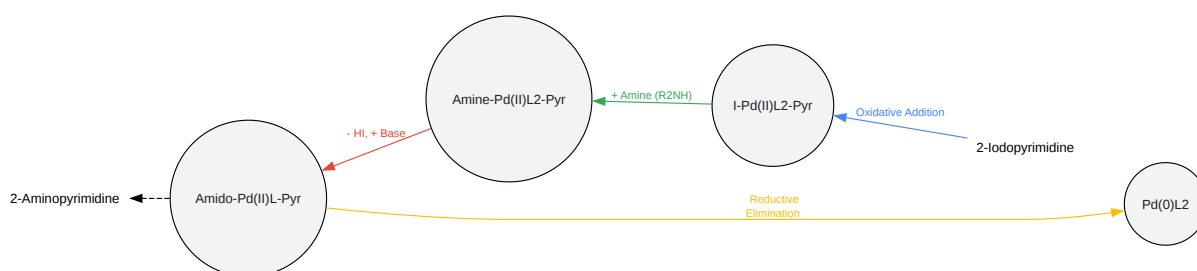 Amine-Pd(II)L2-Pyr
+ Amine (R2NH)
I-Pd(II)L2-Pyr
Oxidative Addition
- HI, + Base
2-Iodopyrimidine
2-Aminopyrimidine
Amido-Pd(II)L-Pyr
Reductive
Elimination
Pd(0)L2